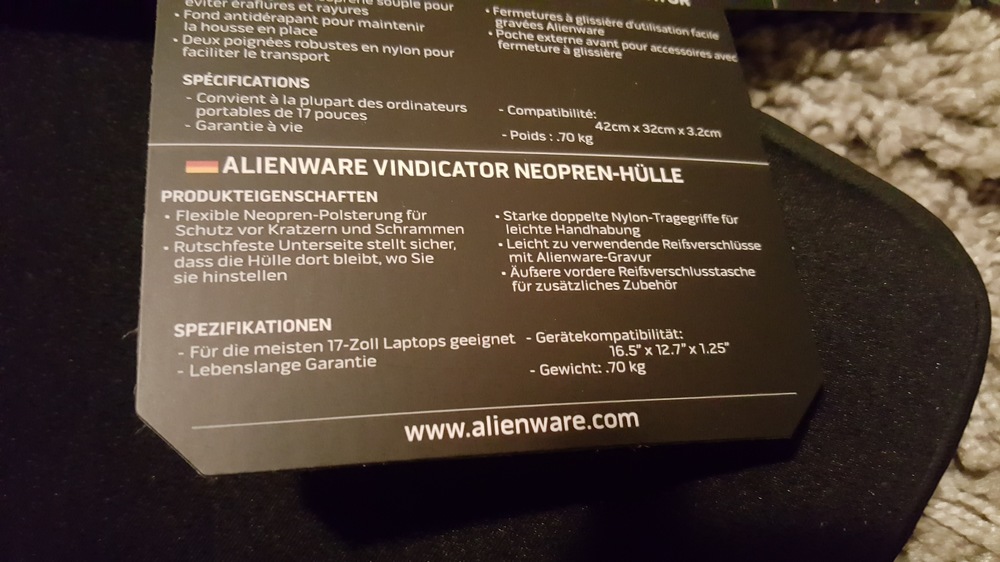 souple pour
éviter éraflures et rayures
• Fond antidérapant pour maintenir
la housse en place
• Deux poignées robustes en nylon pour
faciliter le transport
• Fermetures à glissière d'utisation facile
gravées Alienware
• Poche externe avant pour accessoires avec
fermeture à glissière
SPÉCIFICATIONS
- Convient à la plupart des ordinateurs
portables de 17 pouces
- Garantie à vie
- Compatibilité:
42cm x 32cm x 3.2cm
- Poids : .70 kg
ALIENWARE VINDICATOR NEOPREN-HÜLLE
PRODUKTEIGENSCHAFTEN
• Flexible Neopren-Polsterung für
Schutz vor Kratzern und Schrammen
• Rutschfeste Unterseite stellt sicher,
dass die Hülle dort bleibt, wo Sie
sie hinstellen
• Starke doppelte Nylon-Tragegriffe für
leichte Handhabung
• Leicht zu verwendende Reifsverschlüsse
mit Alienware-Gravur
• Äufsere vordere Reifsverschlusstasche
für zusätzliches Zubehör
SPEZIFIKATIONEN
- Für die meisten 17-Zoll Laptops geeignet
- Lebenslange Garantie
- Gerätekompatibilität:
16.5" x 12.7" x 1.25"
- Gewicht: .70 kg
www.alienware.com